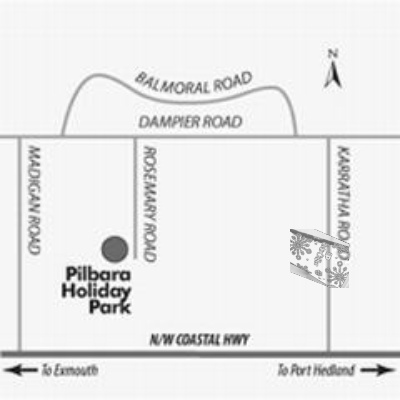 N
BALMORAL ROAD
DAMPIER ROAD
MADIGAN ROAD
ROSEMARY ROAD
KARRATHA ROAD
Pilbara
Holiday
Park
N/W COASTAL HWY
To Exmouth
To Port Hedland